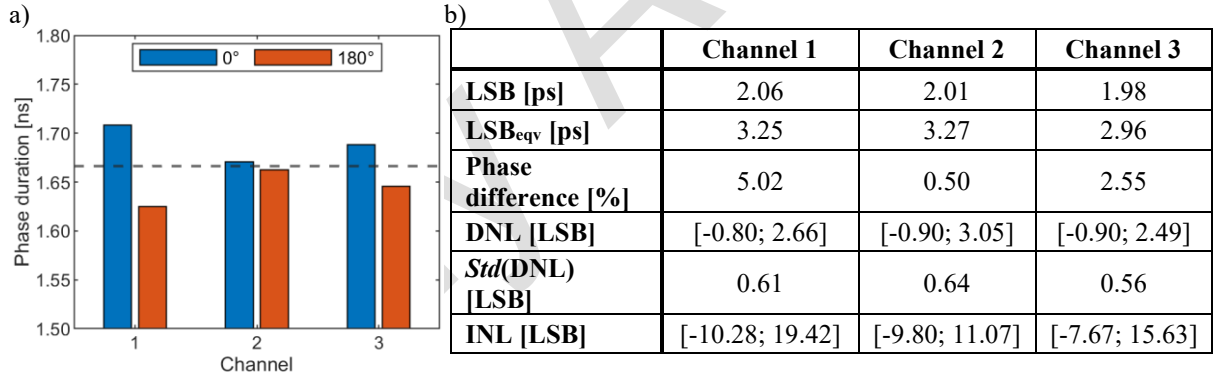 a)
1.80
1.75
1.70
1.65
1.60
1.55
1.50
Phase duration [ns]
0° 180°
1 2 3
Channel
b)
Channel 1 Channel 2 Channel 3
LSB [ps] 2.06 2.01 1.98
LSBeqv [ps] 3.25 3.27 2.96
Phase
difference [%] 5.02 0.50 2.55
DNL [LSB] [-0.80; 2.66] [-0.90; 3.05] [-0.90; 2.49]
Std(DNL)
[LSB] 0.61 0.64 0.56
INL [LSB] [-10.28; 19.42] [-9.80; 11.07] [-7.67; 15.63]